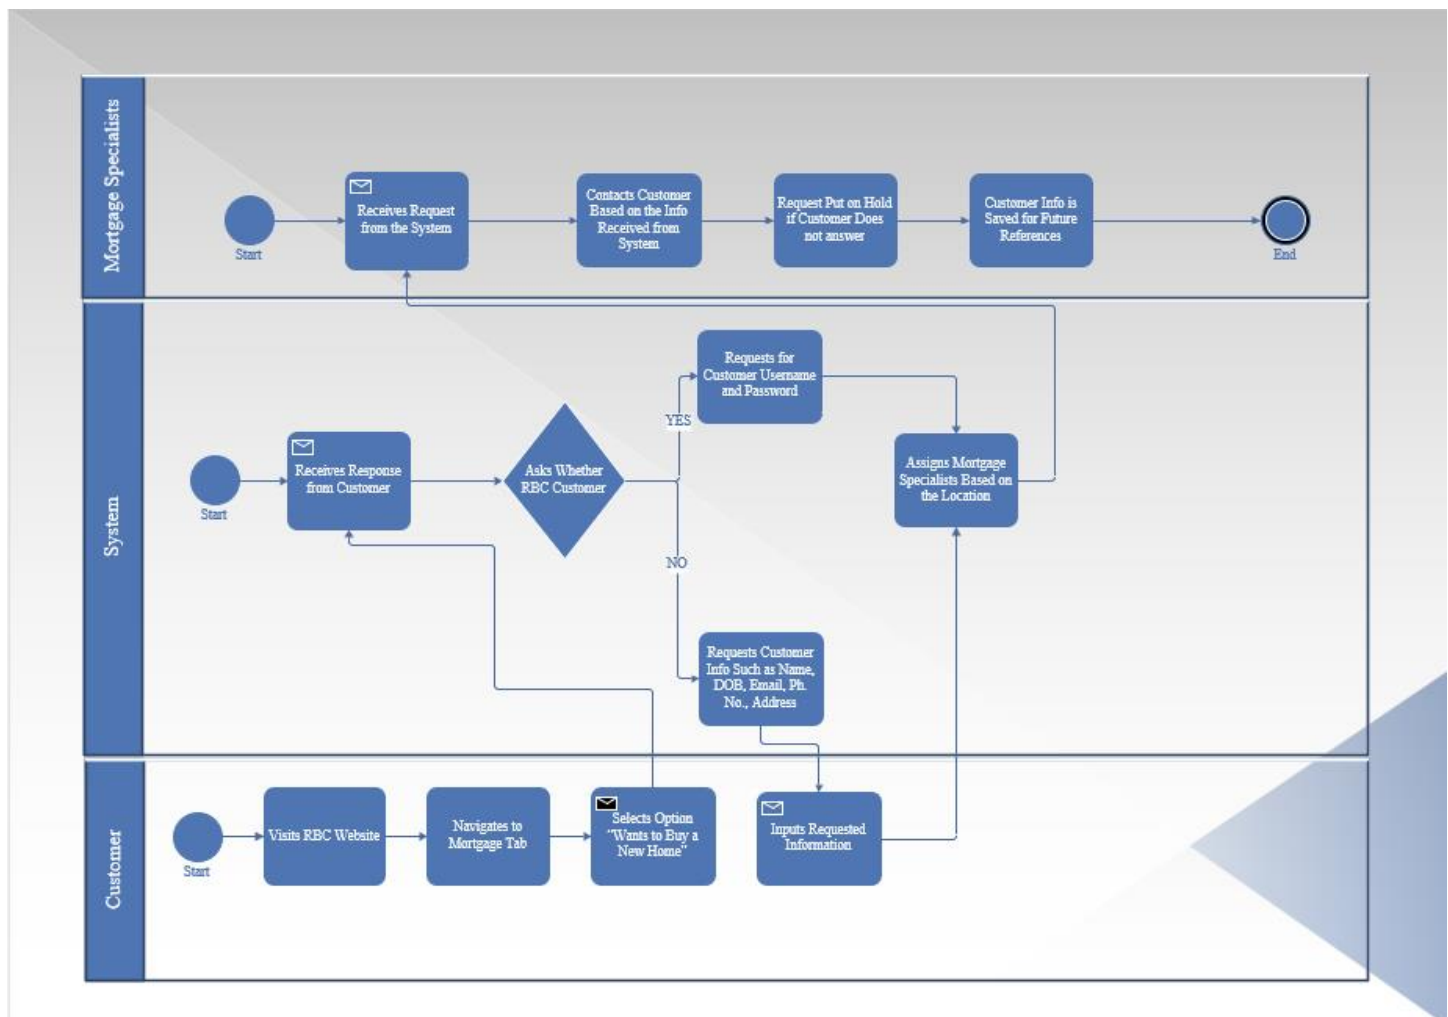 Mortgage Specialists
Start
Receives Request
from the System
Contacts Customer
Based on the Info
Received from
System
Request Put on Hold
if Customer Does
not answer
Customer Info is
Saved for Future
References
End
System
Start
Receives Response
from Customer
Asks Whether
RBC Customer
YES
NO
Requests for
Customer Username
and Password
Assigns Mortgage
Specialists Based on
the Location
Requests Customer
Info Such as Name,
DOB, Email, Ph.
No., Address
Customer
Start
Visits RBC Website
Navigates to
Mortgage Tab
Selects Option
"Wants to Buy a
New Home"
Inputs Requested
Information